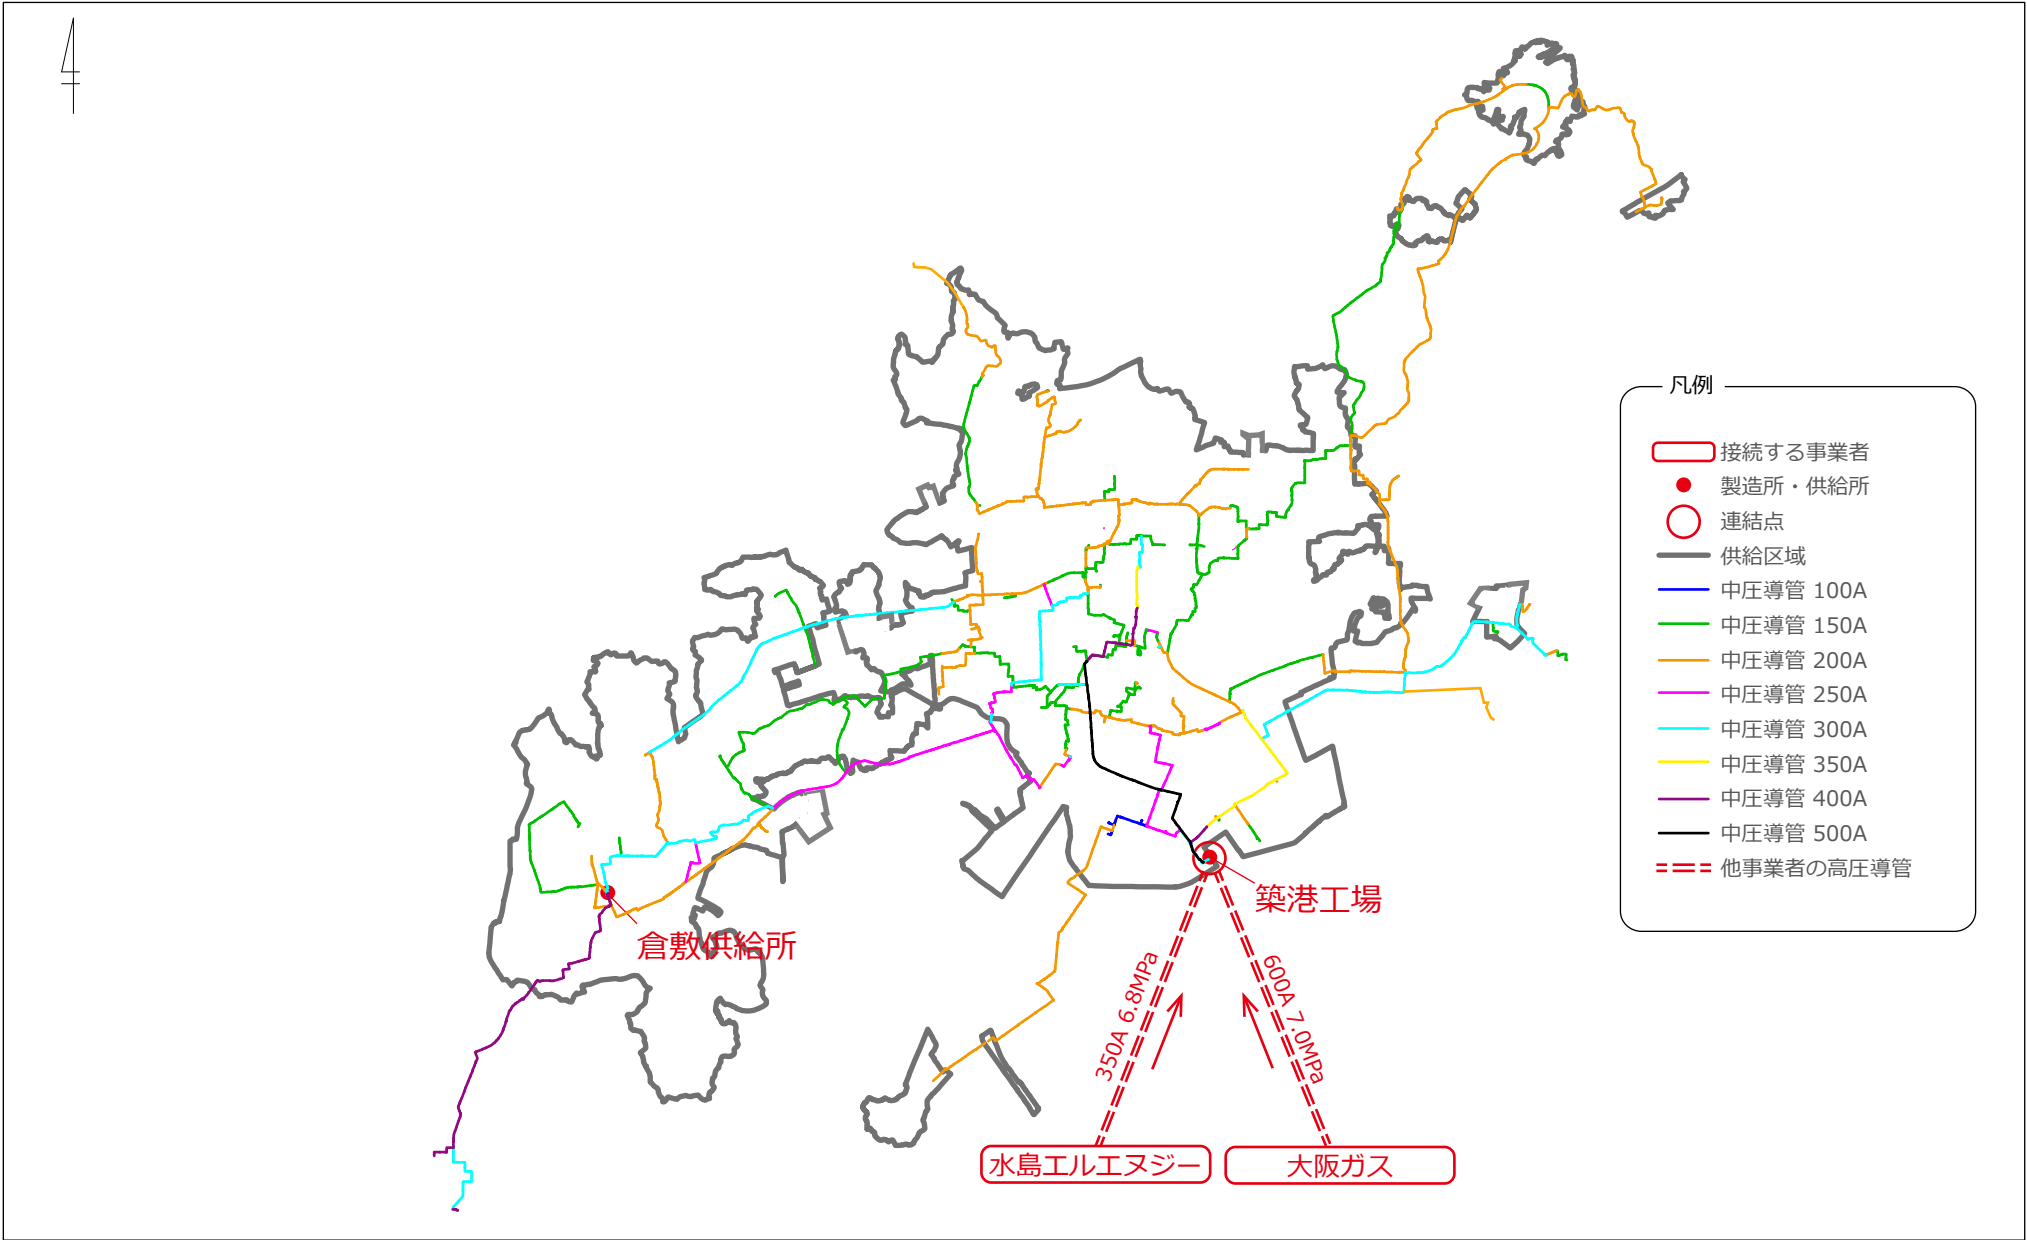 凡例
接続する事業者
製造所・供給所
連結点
供給区域
中圧導管 100A
中圧導管 150A
中圧導管 200A
中圧導管 250A
中圧導管 300A
中圧導管 350A
中圧導管 400A
中圧導管 500A
他事業者の高圧導管
築港工場
倉敷供給所
350A 6.8MPa
600A 7.0MPa
水島エルエヌジー
大阪ガス